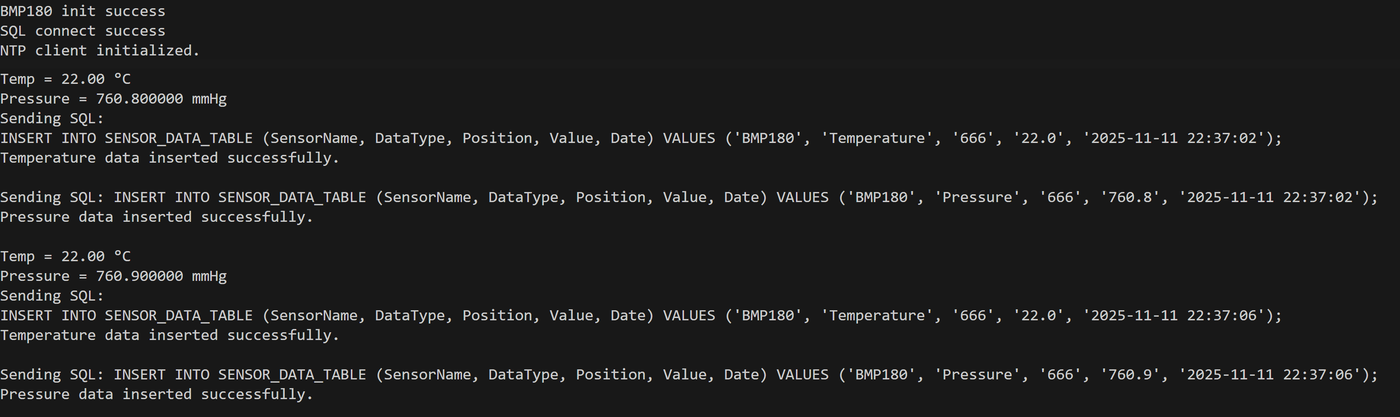 BMP180 init success
SQL connect success
NTP client initialized.
Temp = 22.00 °C
Pressure = 760.800000 mmHg
Sending SQL:
INSERT INTO SENSOR_DATA_TABLE (SensorName, DataType, Position, Value, Date) VALUES ('BMP180', 'Temperature', '666', '22.0', '2025-11-11 22:37:02');
Temperature data inserted successfully.
Sending SQL: INSERT INTO SENSOR_DATA_TABLE (SensorName, DataType, Position, Value, Date) VALUES ('BMP180', 'Pressure', '666', '760.8', '2025-11-11 22:37:02');
Pressure data inserted successfully.
Temp = 22.00 °C
Pressure = 760.900000 mmHg
Sending SQL:
INSERT INTO SENSOR_DATA_TABLE (SensorName, DataType, Position, Value, Date) VALUES ('BMP180', 'Temperature', '666', '22.0', '2025-11-11 22:37:06');
Temperature data inserted successfully.
Sending SQL: INSERT INTO SENSOR_DATA_TABLE (SensorName, DataType, Position, Value, Date) VALUES ('BMP180', 'Pressure', '666', '760.9', '2025-11-11 22:37:06');
Pressure data inserted successfully.